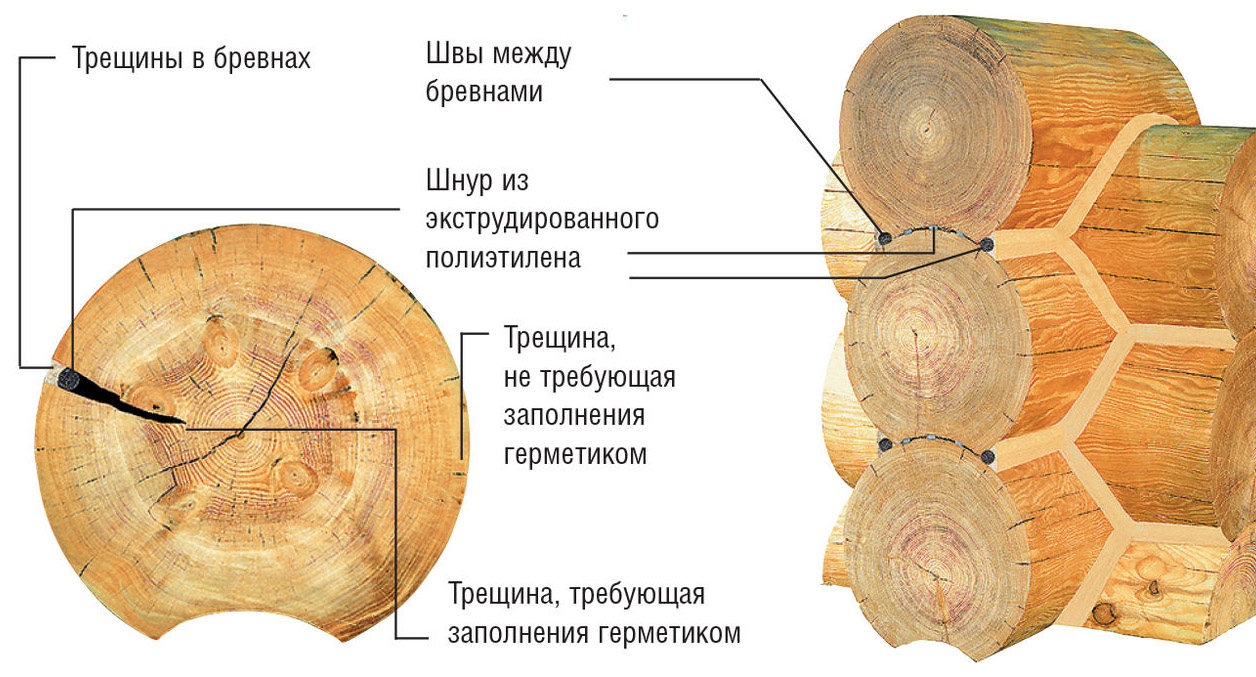 Трещины в бревнах
Швы между
бревнами
Шнур из
экструдированного
полиэтилена
Трещина,
не требующая
заполнения
герметиком
Трещина, требующая
заполнения герметиком